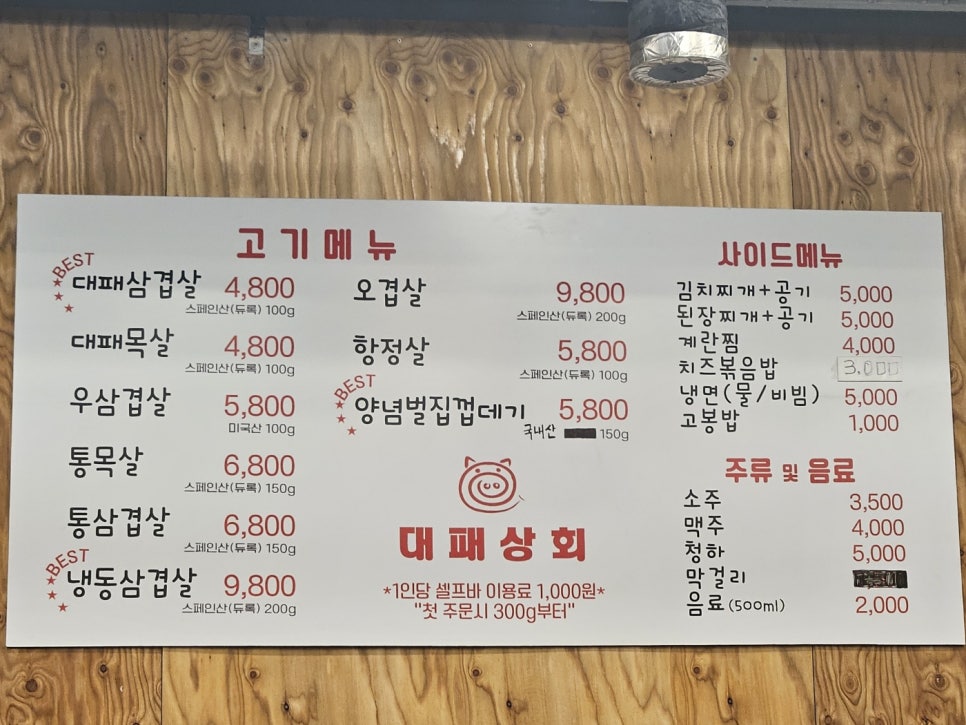 고기메뉴
BEST
대패삼겹살 4,800
스페인산(듀록) 100g
대패목살 4,800
스페인산(듀록) 100g
우삼겹살 5,800
미국산 100g
통목살 6,800
스페인산(듀록) 150g
통삼겹살 6,800
스페인산(듀록) 150g
BEST
냉동삼겹살 9,800
스페인산(듀록) 200g
오겹살 9,800
스페인산(듀록) 200g
항정살 5,800
스페인산(듀록) 100g
BEST
양념벌집껍데기 5,800
국내산 150g
대패상회
*1인당 셀프바 이용료 1,000원*
"첫 주문시 300g부터"
사이드메뉴
김치찌개+공기 5,000
된장찌개+공기 5,000
계란찜 4,000
치즈볶음밥 3.000
냉면(물/비빔) 5,000
고봉밥 1,000
주류 및 음료
소주 3,500
맥주 4,000
청하 5,000
막걸리
음료(500ml) 2,000